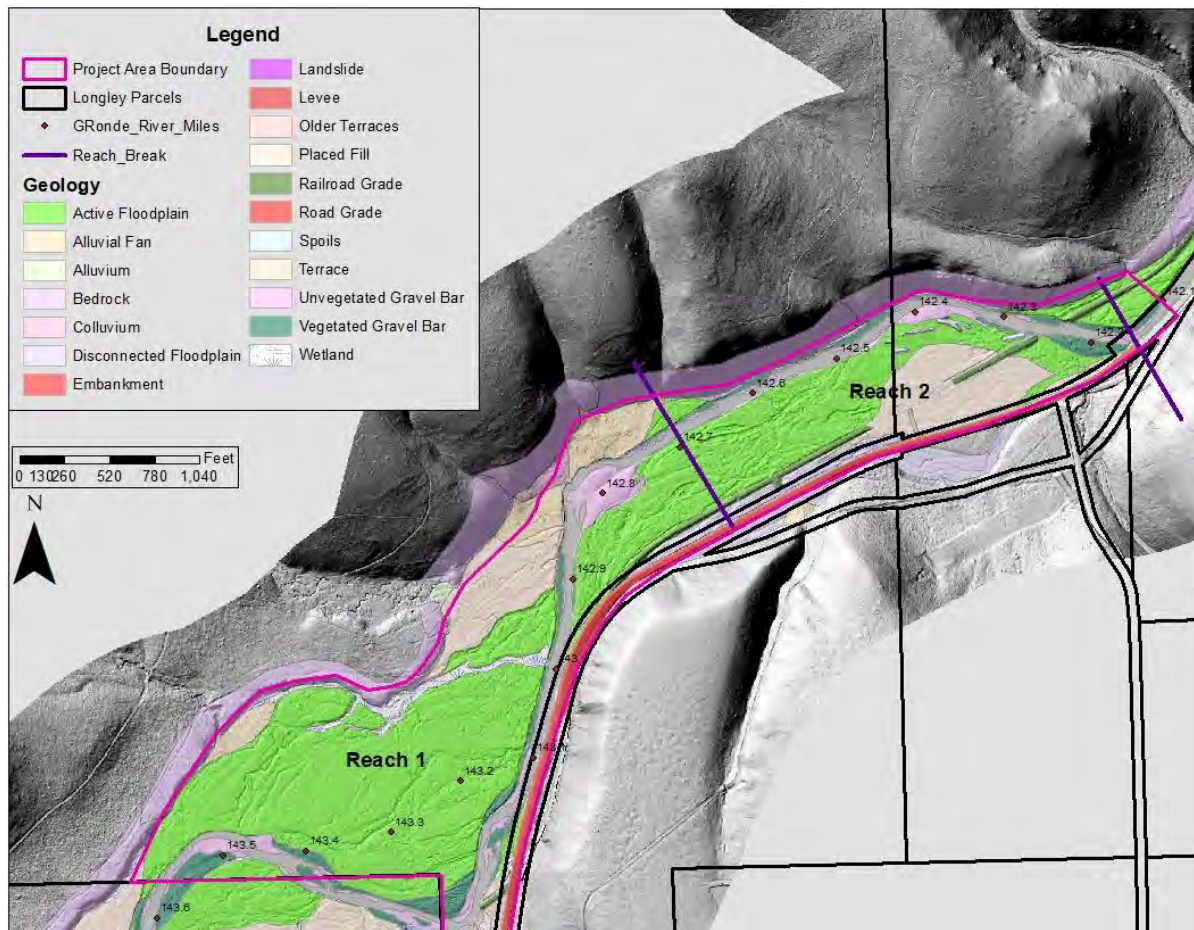 Legend
Project Area Boundary
Longley Parcels
GRonde_River_Miles
Reach_Break
Geology
Active Floodplain
Alluvial Fan
Alluvium
Bedrock
Colluvium
Disconnected Floodplain
Embankment
Landslide
Levee
Older Terraces
Placed Fill
Railroad Grade
Road Grade
Spoils
Terrace
Unvegetated Gravel Bar
Vegetated Gravel Bar
Wetland
Feet
0 130 260 520 780 1,040
N
142.1
142.3
142.4
142.5
142.6
Reach 2
142.7
142.8
142.9
143
Reach 1
143.2
143.3
143.4
143.5
143.6